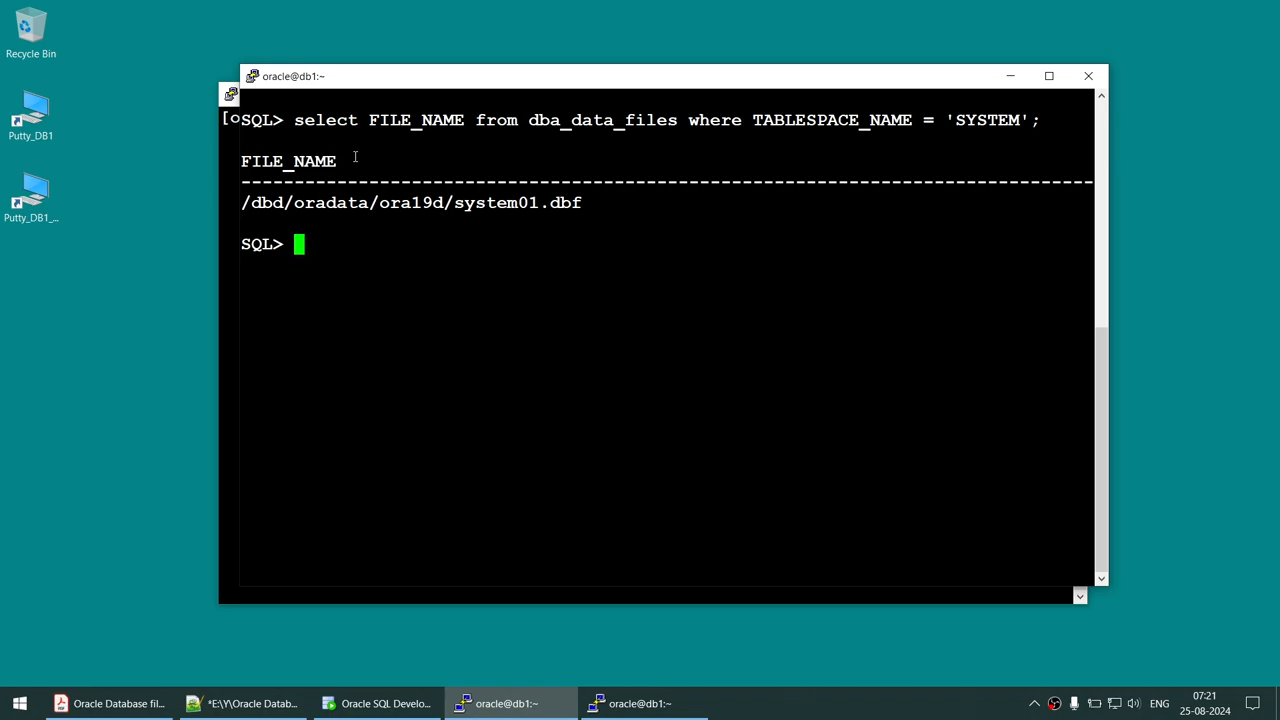 Recycle Bin
Putty_DB1
Putty_DB1_...
oracle@db1:~
[o
SQL> select FILE_NAME from dba_data_files where TABLESPACE_NAME = 'SYSTEM';
FILE_NAME
--------------------------------------------------------------------------------
/dbd/oradata/ora19d/system01.dbf
SQL>
Oracle Database fil...
*E\Y\Oracle Datab...
Oracle SQL Develo...
oracle@db1:~
oracle@db1:~
ENG
07:21
25-08-2024